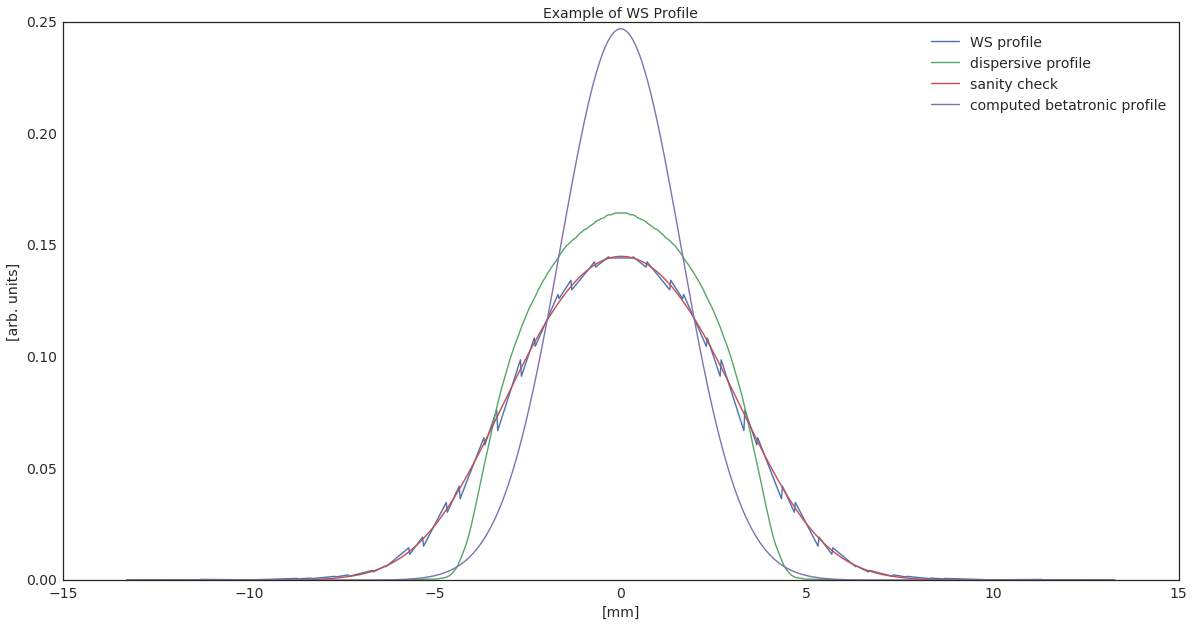 Example of WS Profile
0.25
0.20
0.15
0.10
0.05
0.00
[arb. units]
WS profile
dispersive profile
sanity check
computed betatronic profile
−15 −10 −5 0 5 10 15
[mm]